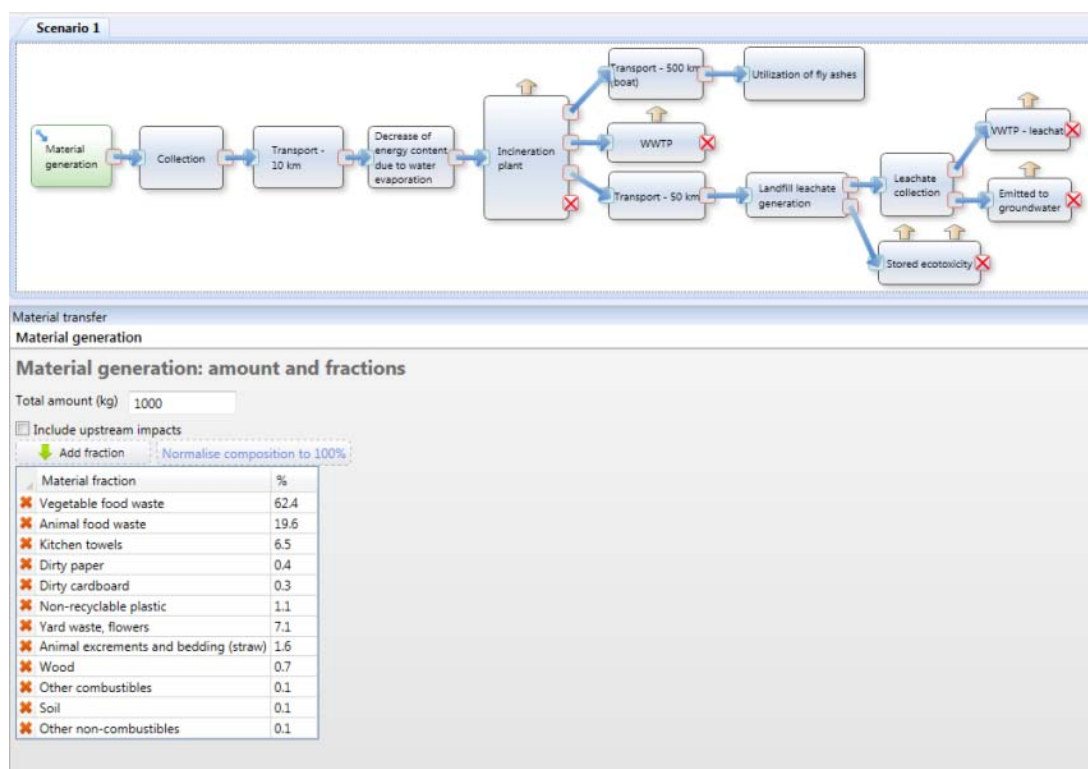 Scenario 1
Material
generation
Collection
Transport -
10 km
Decrease of
energy content
due to water
evaporation
Incineration
plant
Transport - 500 km
(boat)
Utilization of fly ashes
WWTP
Transport - 50 km
Landfill leachate
generation
Leachate
collection
WWTP - leachat
Emitted to
groundwater
Stored ecotoxicity
Material transfer
Material generation
Material generation: amount and fractions
Total amount (kg) 1000
Include upstream impacts
Add fraction Normalise composition to 100%
Material fraction %
Vegetable food waste 62.4
Animal food waste 19.6
Kitchen towels 6.5
Dirty paper 0.4
Dirty cardboard 0.3
Non-recyclable plastic 1.1
Yard waste, flowers 7.1
Animal excrements and bedding (straw) 1.6
Wood 0.7
Other combustibles 0.1
Soil 0.1
Other non-combustibles 0.1